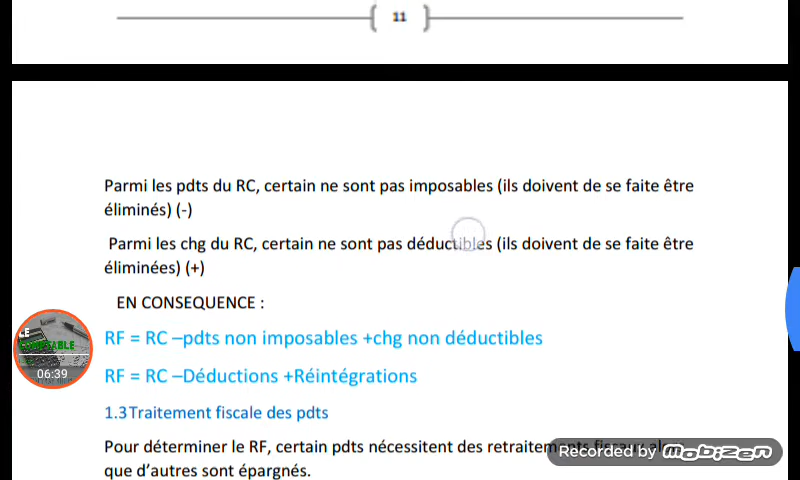 11
Parmi les pdts du RC, certain ne sont pas imposables (ils doivent de se faite être
éliminés) (-)
Parmi les chg du RC, certain ne sont pas déductibles (ils doivent de se faite être
éliminées) (+)
EN CONSEQUENCE :
RF = RC –pdts non imposables +chg non déductibles
RF = RC –Déductions +Réintégrations
06:39
1.3Traitement fiscale des pdts
Pour déterminer le RF, certain pdts nécessitent des retraitements fiscaux alors
Recorded by mobizen
que d'autres sont épargnés.